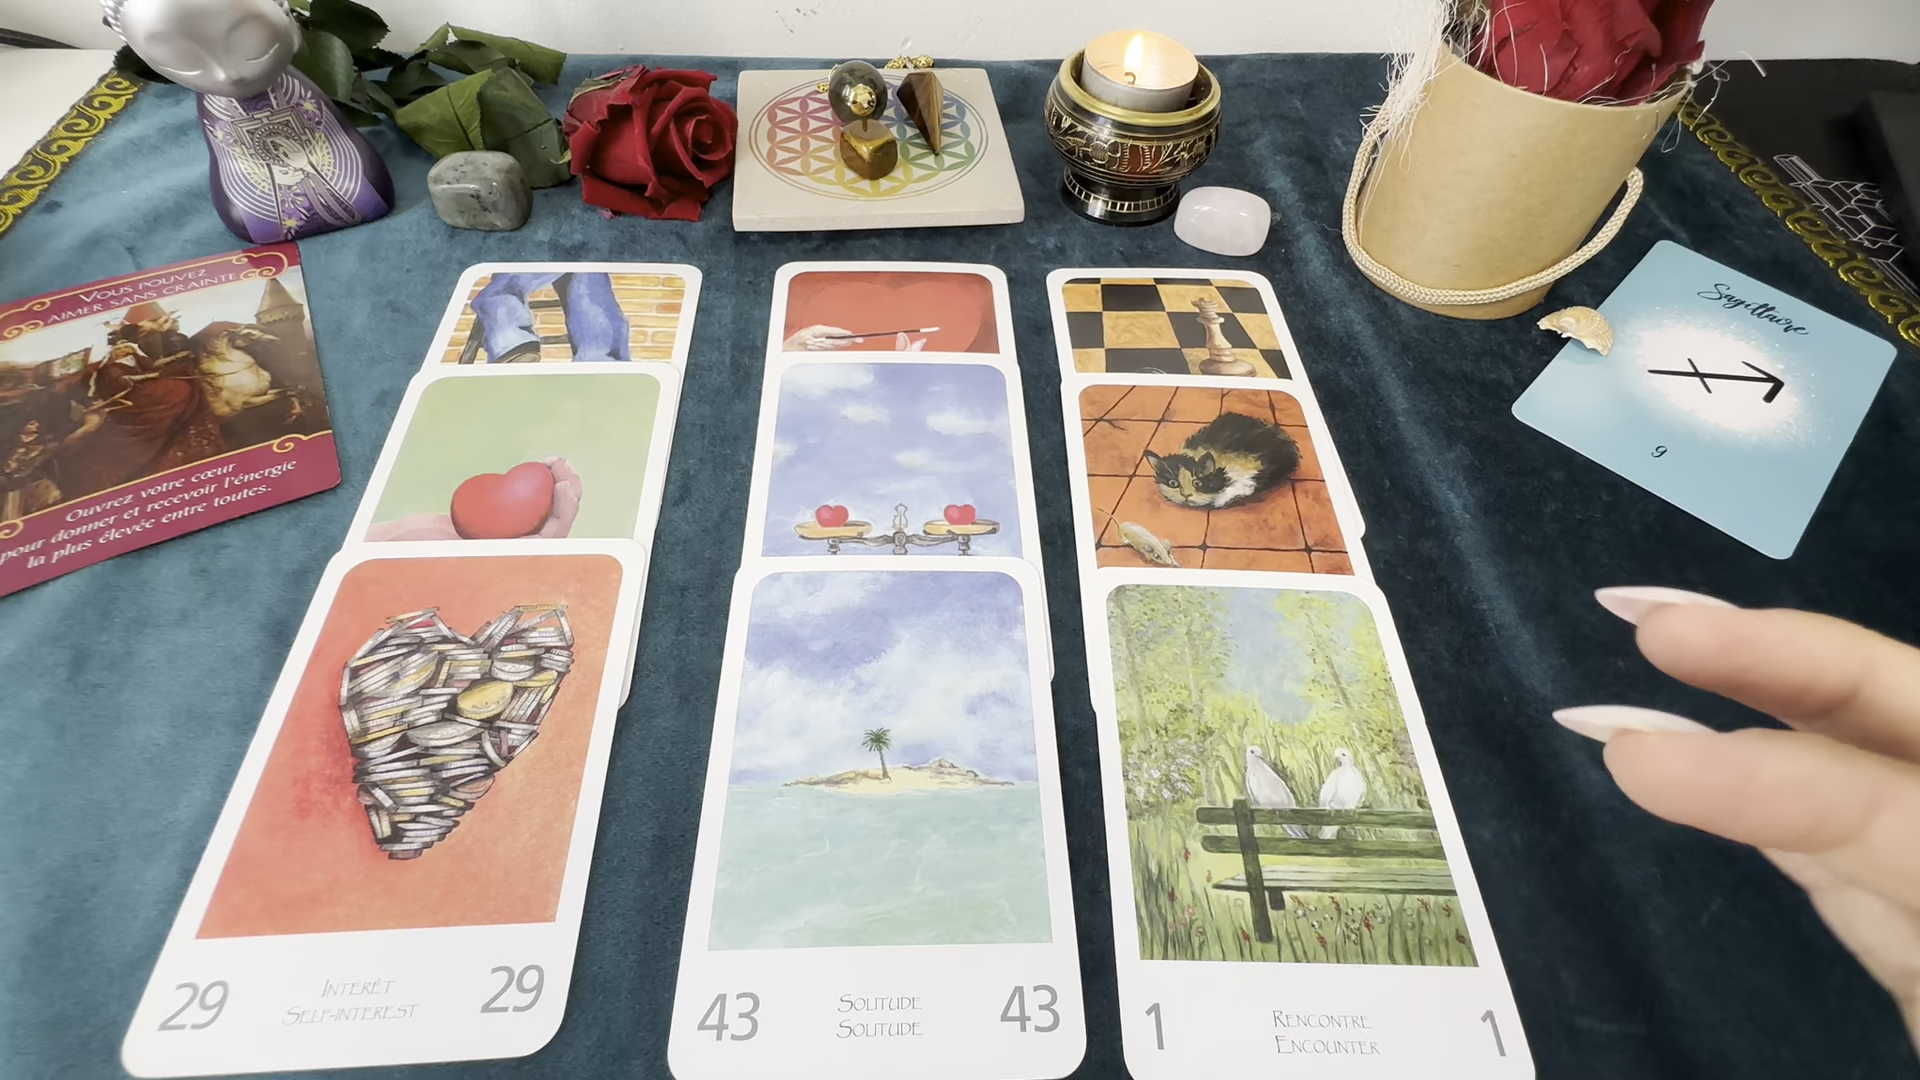 VOUS POUVEZ
AIMER SANS CRAINTE
Ouvrez votre cœur
pour donner et recevoir l'énergie
la plus élevée entre toutes.
Sagittaire
9
29 29
INTÉRÊT
SELF-INTEREST
43 43
SOLITUDE
SOLITUDE
1 1
RENCONTRE
ENCOUNTER